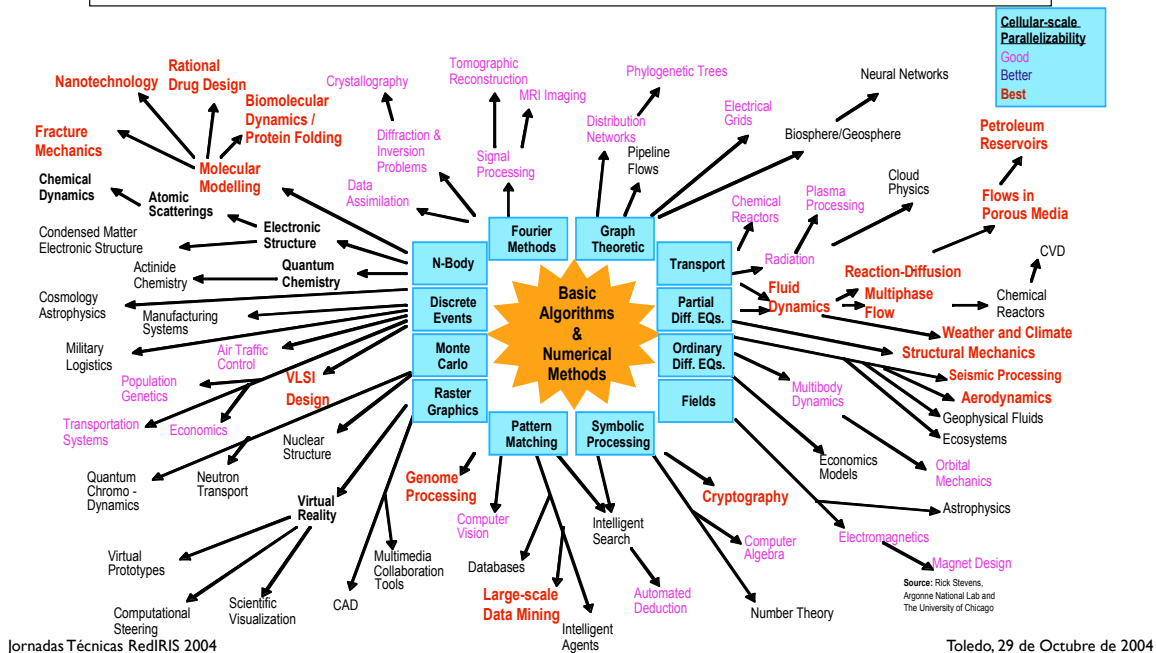 Cellular-scale
Parallelizability
Good
Better
Best
Nanotechnology
Rational
Drug Design
Biomolecular
Dynamics /
Protein Folding
Fracture
Mechanics
Molecular
Modelling
Chemical
Dynamics
Atomic
Scatterings
Condensed Matter
Electronic Structure
Electronic
Structure
Actinide
Chemistry
Quantum
Chemistry
Cosmology
Astrophysics
Manufacturing
Systems
Military
Logistics
Air Traffic
Control
Population
Genetics
VLSI
Design
Transportation
Systems
Economics
Nuclear
Structure
Quantum
Chromo -
Dynamics
Neutron
Transport
Virtual
Reality
Virtual
Prototypes
Computational
Steering
Scientific
Visualization
CAD
Multimedia
Collaboration
Tools
Crystallography
Diffraction &
Inversion
Problems
Data
Assimilation
Tomographic
Reconstruction
MRI Imaging
Signal
Processing
Phylogenetic Trees
Distribution
Networks
Pipeline
Flows
Electrical
Grids
Neural Networks
Biosphere/Geosphere
Chemical
Reactors
Plasma
Processing
Cloud
Physics
Radiation
Petroleum
Reservoirs
Flows in
Porous Media
Fluid
Dynamics
Reaction-Diffusion
Multiphase
Flow
CVD
Chemical
Reactors
Weather and Climate
Structural Mechanics
Seismic Processing
Aerodynamics
Geophysical Fluids
Ecosystems
Multibody
Dynamics
Economics
Models
Orbital
Mechanics
Astrophysics
Electromagnetics
Magnet Design
Fourier
Methods
Graph
Theoretic
N-Body
Transport
Discrete
Events
Partial
Diff. EQs.
Monte
Carlo
Ordinary
Diff. EQs.
Raster
Graphics
Fields
Pattern
Matching
Symbolic
Processing
Basic
Algorithms
&
Numerical
Methods
Genome
Processing
Computer
Vision
Databases
Large-scale
Data Mining
Intelligent
Agents
Intelligent
Search
Automated
Deduction
Cryptography
Computer
Algebra
Number Theory
Source: Rick Stevens,
Argonne National Lab and
The University of Chicago
Jornadas Técnicas RedIRIS 2004
Toledo, 29 de Octubre de 2004